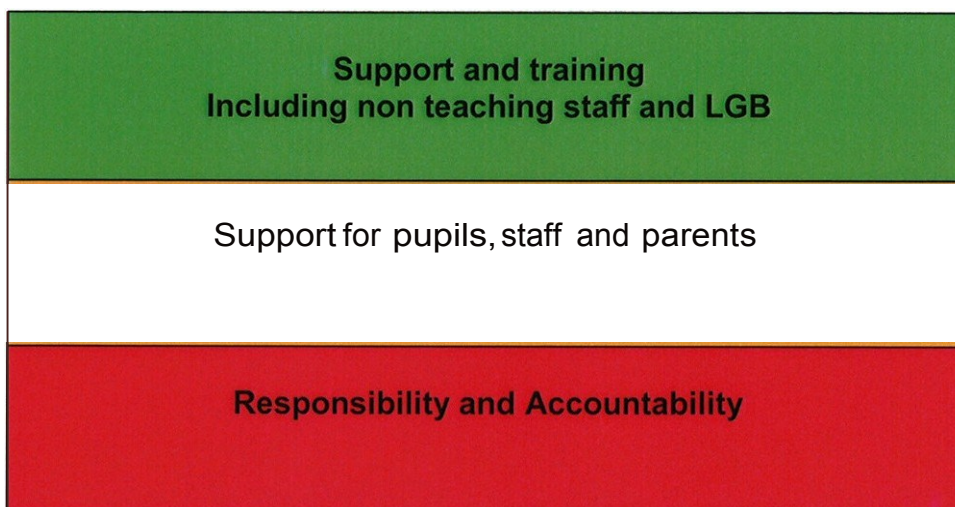 Support and training
Including non teaching staff and LGB
Support for pupils, staff and parents
Responsibility and Accountability